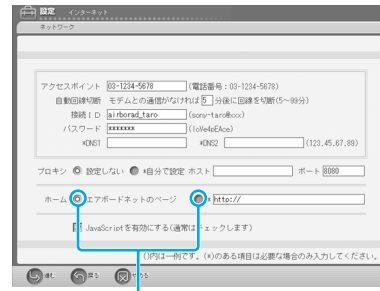 設定 インターネット
ネットワーク
アクセスポイント 03-1234-5678 (電話番号：03-1234-5678)
自動回線切断 モデムとの通信がなければ 5 分後に回線を切断(5〜99分)
接続ＩＤ airborad_taro (sony-taro@xxx)
パスワード ******* (!oVe4pEAce)
*DNS1 *DNS2 (123.45.67.89)
プロキシ 設定しない *自分で設定 ホスト ポート 8080
ホーム エアボードネットのページ * http://
JavaScriptを有効にする(通常はチェックします)
()内は一例です。(*)のある項目は必要な場合のみ入力してください。
進む 戻る やめる